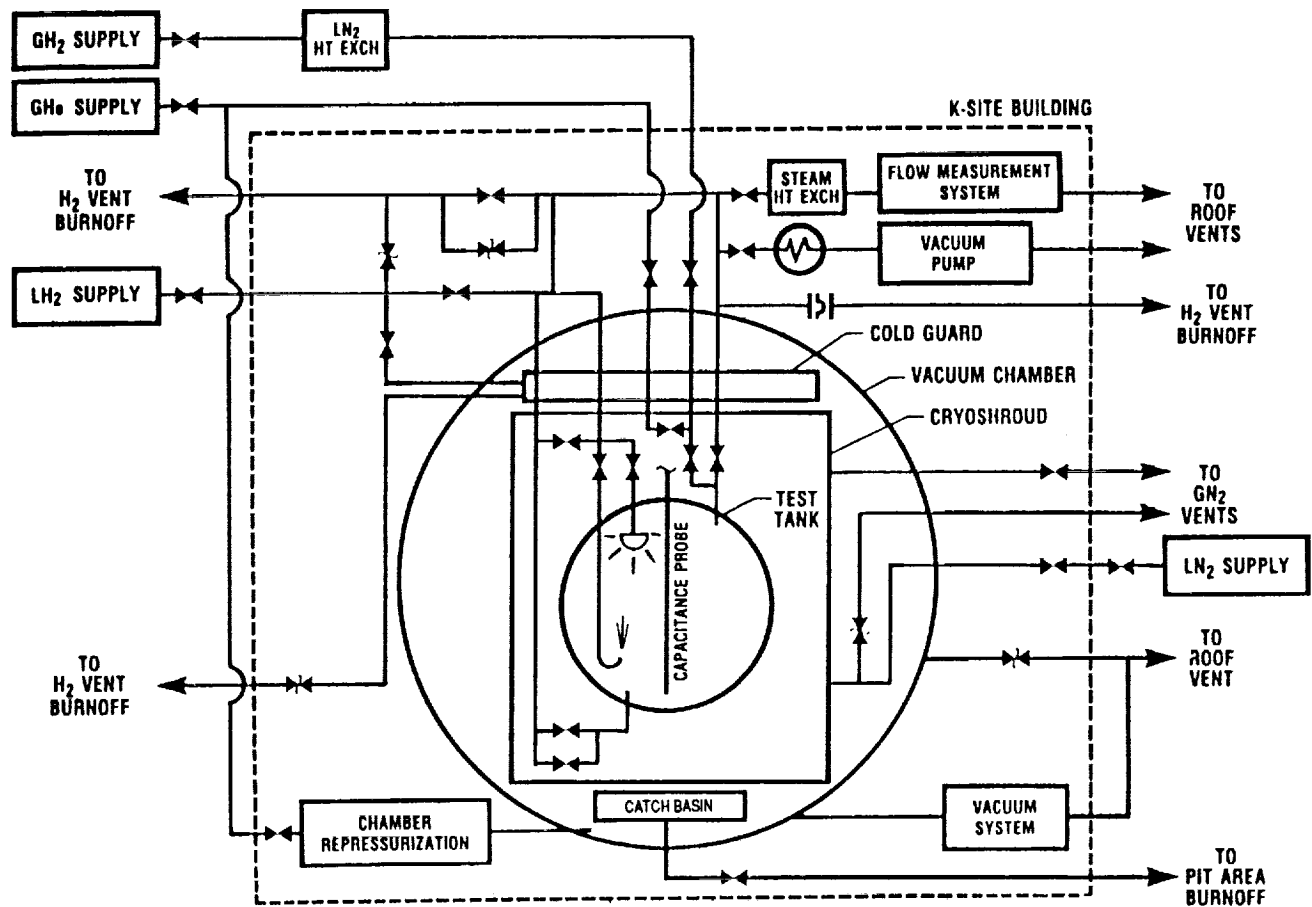 GH₂ SUPPLY
LN₂
HT EXCH
GHe SUPPLY
K-SITE BUILDING
TO
H₂ VENT
BURNOFF
STEAM
HT EXCH
FLOW MEASUREMENT
SYSTEM
TO
ROOF
VENTS
VACUUM
PUMP
LH₂ SUPPLY
TO
H₂ VENT
BURNOFF
COLD GUARD
VACUUM CHAMBER
CRYOSHROUD
TO
GN₂
VENTS
TEST
TANK
CAPACITANCE PROBE
LN₂ SUPPLY
TO
H₂ VENT
BURNOFF
TO
ROOF
VENT
CHAMBER
REPRESSURIZATION
CATCH BASIN
VACUUM
SYSTEM
TO
PIT AREA
BURNOFF